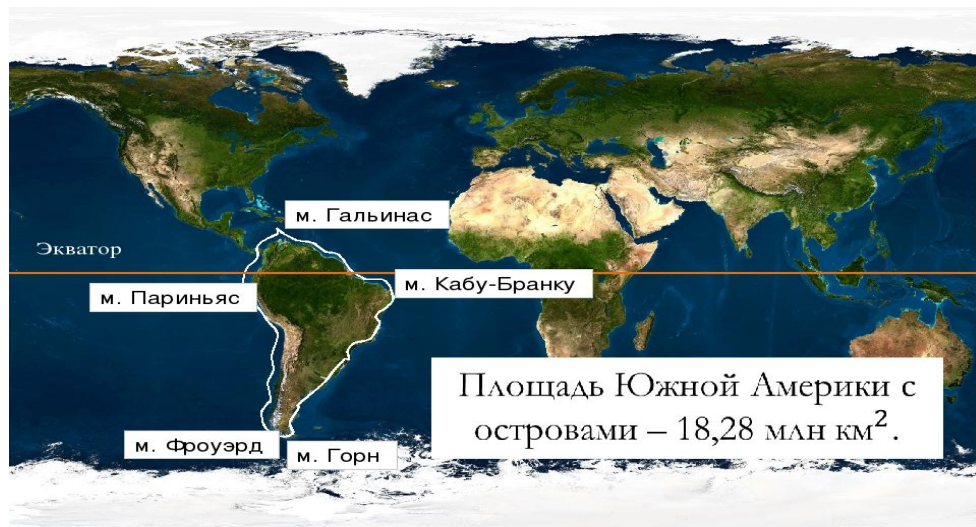 м. Гальинас
Экватор
м. Кабу-Бранку
м. Париньяс
Площадь Южной Америки с
островами – 18,28 млн км².
м. Фроуэрд
м. Горн